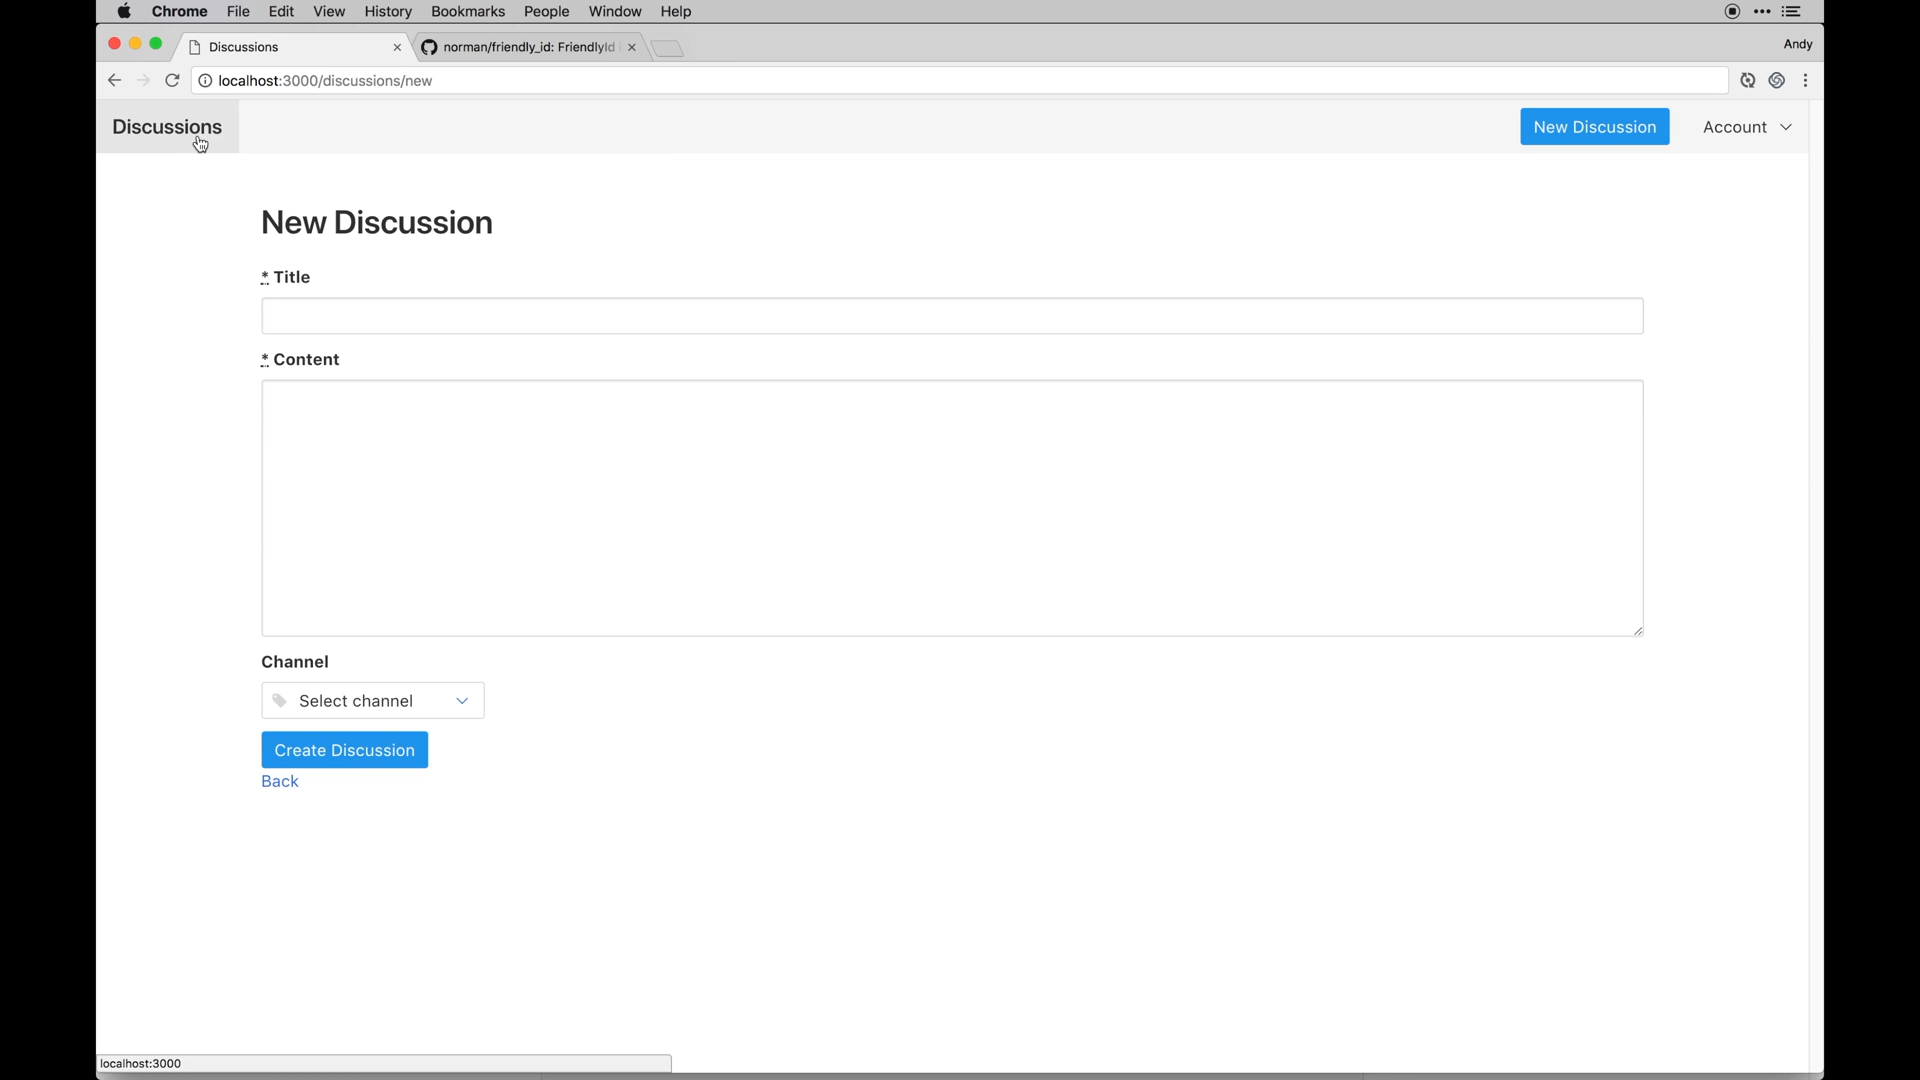 Chrome File Edit View History Bookmarks People Window Help
Discussions norman/friendly_id: FriendlyId Andy
localhost:3000/discussions/new
Discussions New Discussion Account
New Discussion
* Title
* Content
Channel
Select channel
Create Discussion
Back
localhost:3000